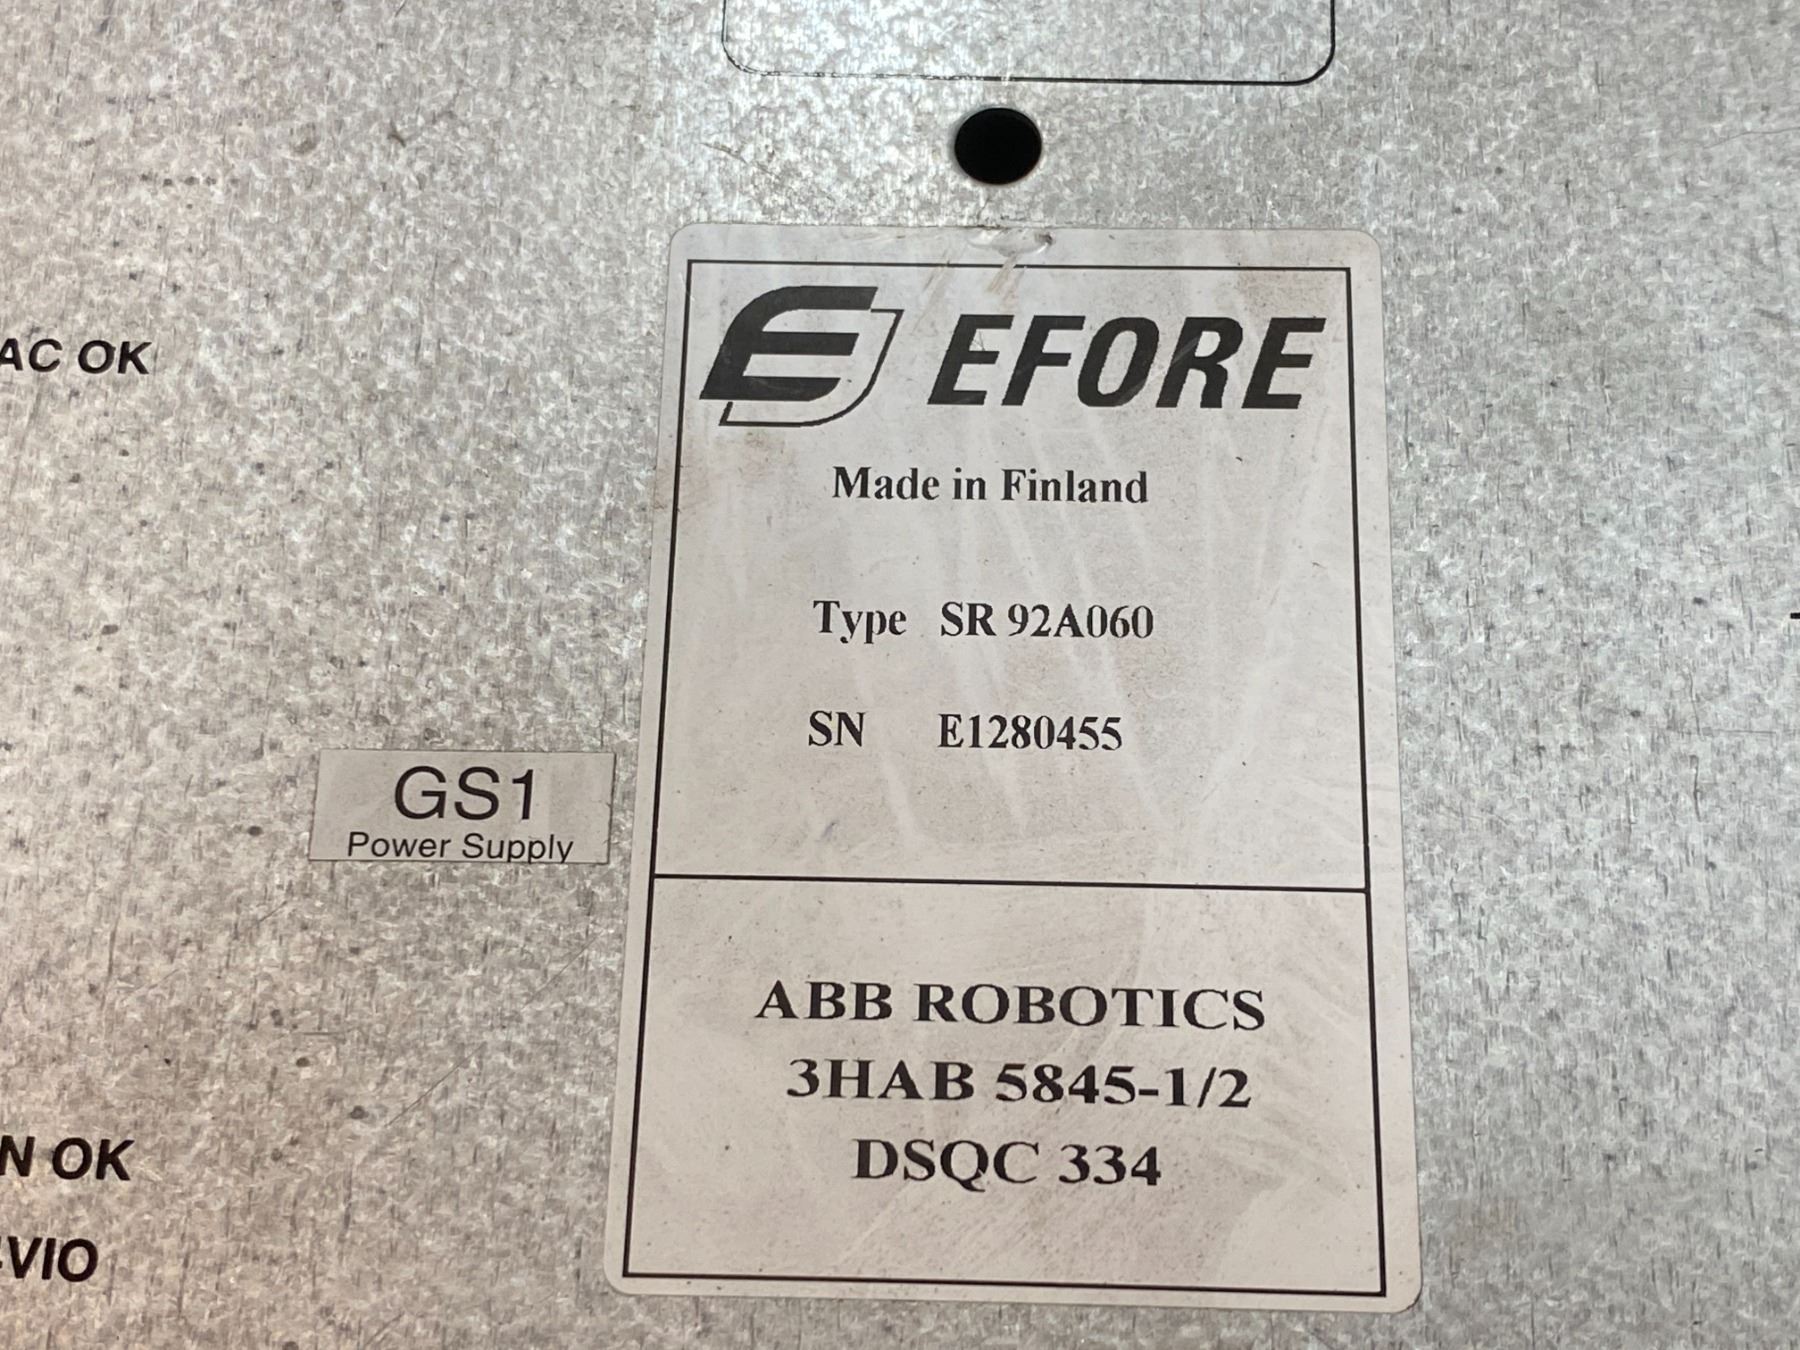 AC OK
EFORE
Made in Finland
Type SR 92A060
SN E1280455
GS1
Power Supply
ABB ROBOTICS
3HAB 5845-1/2
DSQC 334
N OK
VIO